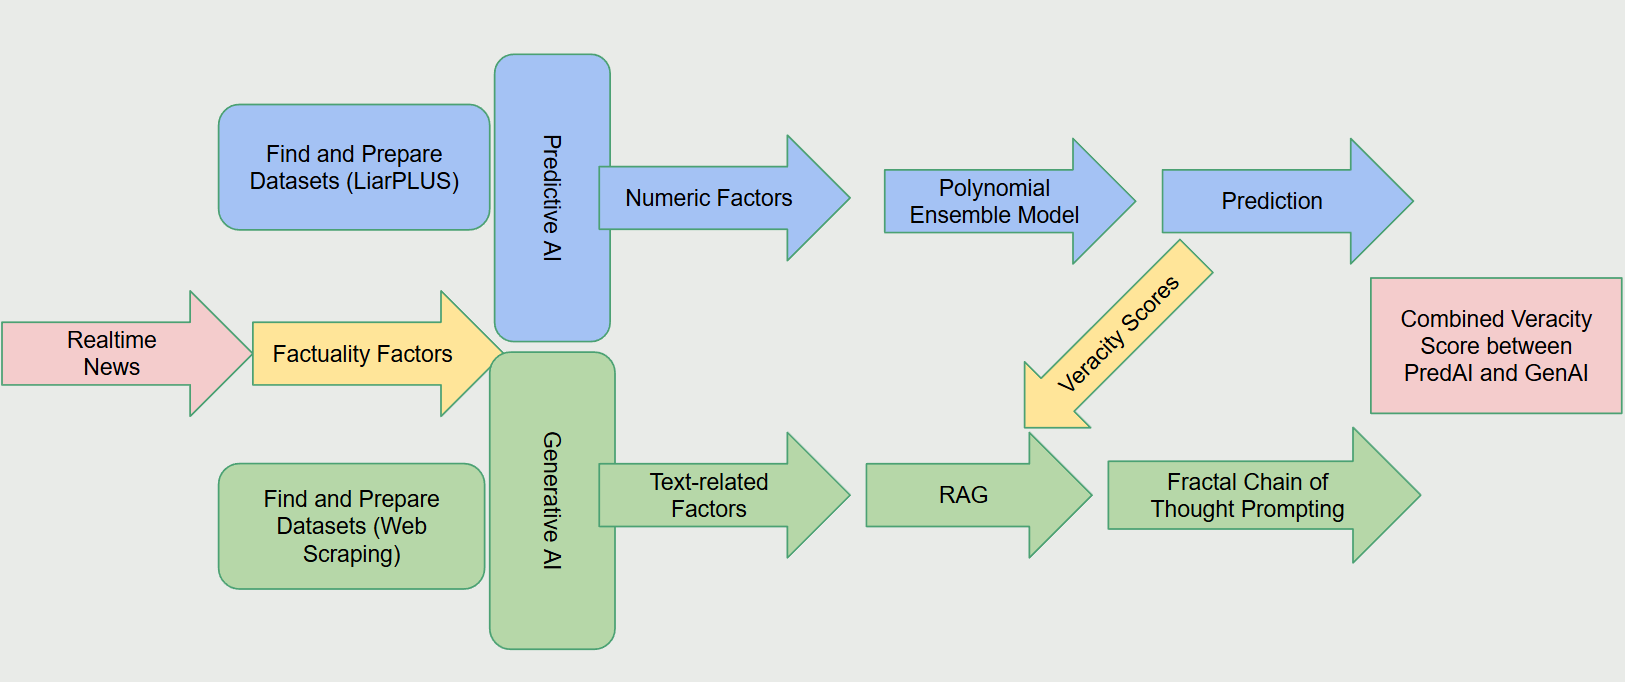 Find and Prepare
Datasets (LiarPLUS)
Predictive AI
Numeric Factors
Polynomial
Ensemble Model
Prediction
Realtime
News
Factuality Factors
Veracity Scores
Combined Veracity
Score between
PredAI and GenAI
Find and Prepare
Datasets (Web
Scraping)
Generative AI
Text-related
Factors
RAG
Fractal Chain of
Thought Prompting